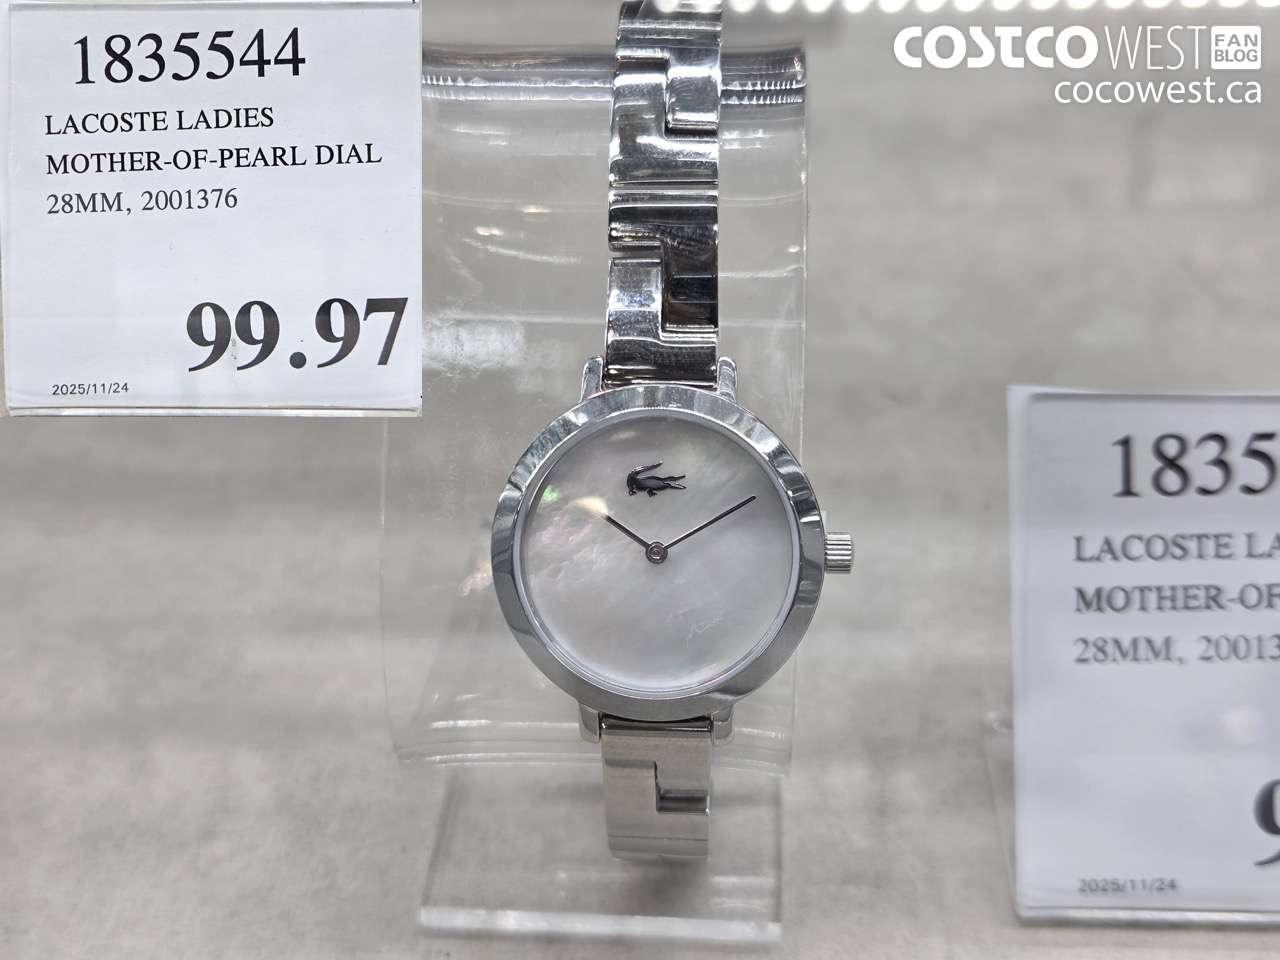 1835544
LACOSTE LADIES
MOTHER-OF-PEARL DIAL
28MM, 2001376
99.97
2025/11/24
COSTCO WEST FAN BLOG
cocowest.ca
1835
LACOSTE LA
MOTHER-OF
28MM, 20013
9
2025/11/24